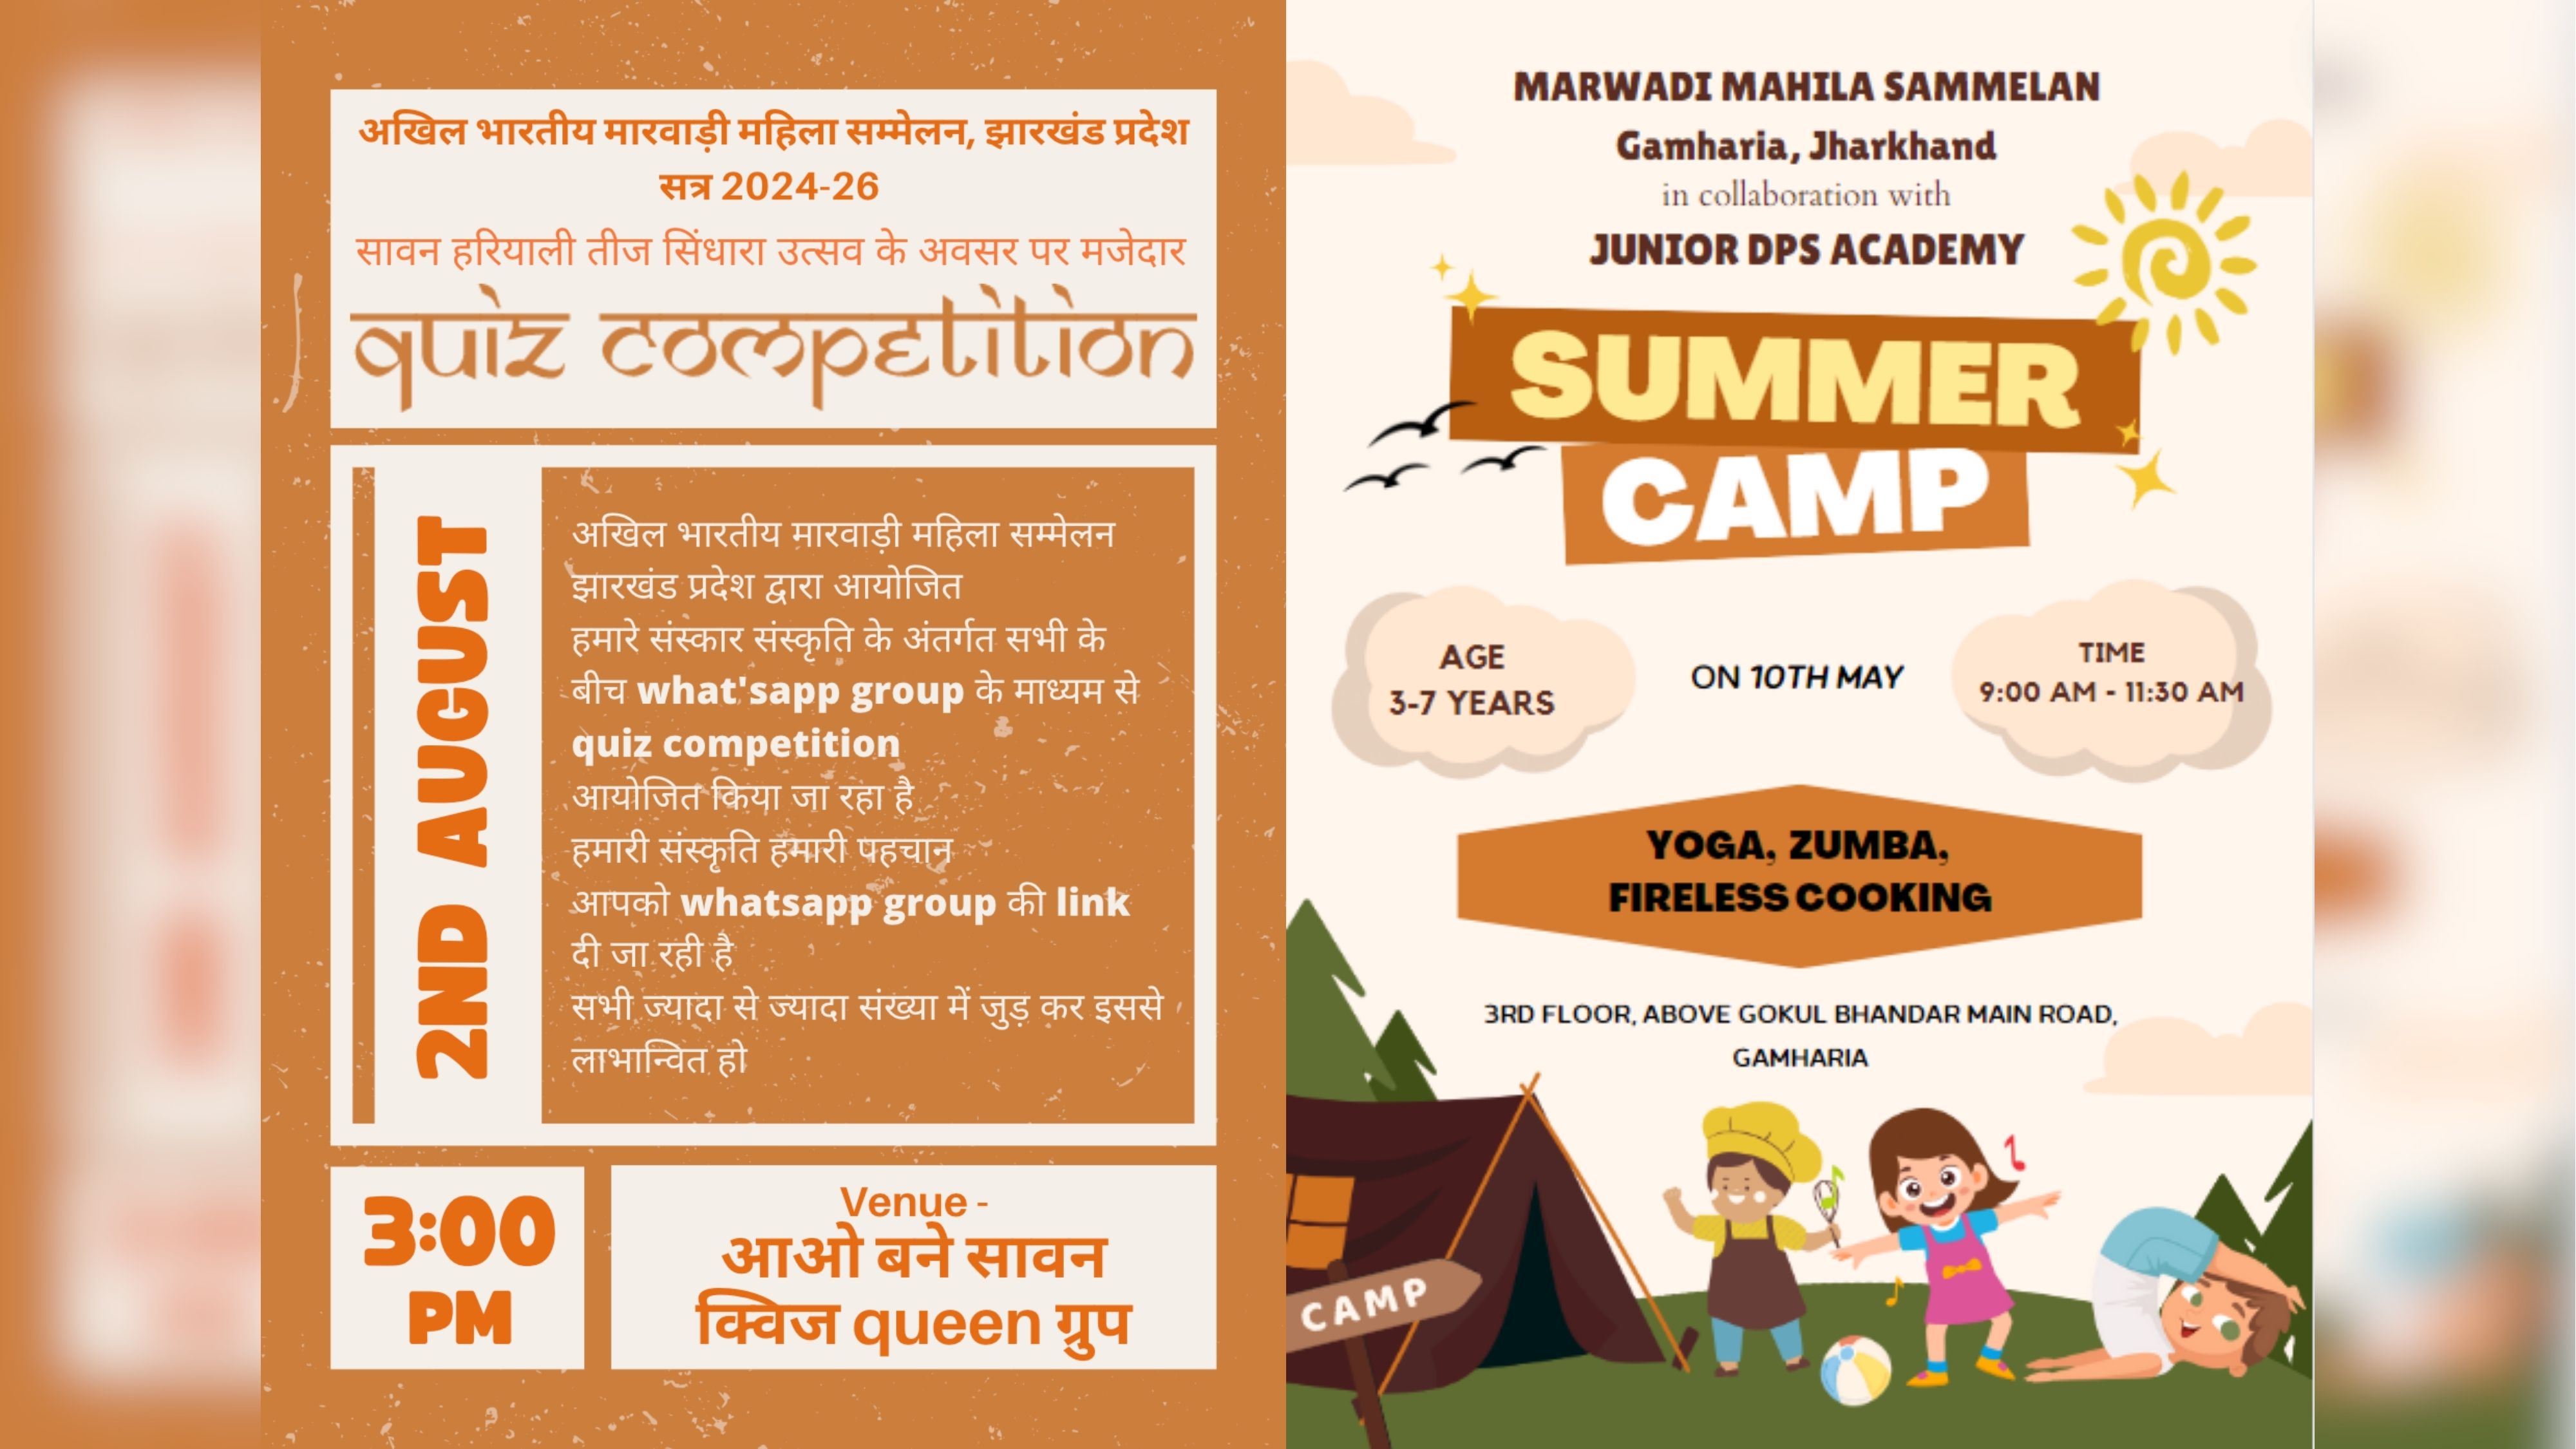 अखिल भारतीय मारवाड़ी महिला सम्मेलन, झारखंड प्रदेश
सत्र 2024-26
सावन हरियाली तीज सिंधारा उत्सव के अवसर पर मजेदार
quiz competition
2ND AUGUST
अखिल भारतीय मारवाड़ी महिला सम्मेलन
झारखंड प्रदेश द्वारा आयोजित
हमारे संस्कार संस्कृति के अंतर्गत सभी के
बीच what'sapp group के माध्यम से
quiz competition
आयोजित किया जा रहा है
हमारी संस्कृति हमारी पहचान
आपको whatsapp group की link
दी जा रही है
सभी ज्यादा से ज्यादा संख्या में जुड़ कर इससे
लाभान्वित हो
3:00
PM
Venue -
आओ बने सावन
क्विज queen ग्रुप
MARWADI MAHILA SAMMELAN
Gamharia, Jharkhand
in collaboration with
JUNIOR DPS ACADEMY
SUMMER
CAMP
AGE
3-7 YEARS
ON 10TH MAY
TIME
9:00 AM - 11:30 AM
YOGA, ZUMBA,
FIRELESS COOKING
3RD FLOOR, ABOVE GOKUL BHANDAR MAIN ROAD,
GAMHARIA
CAMP